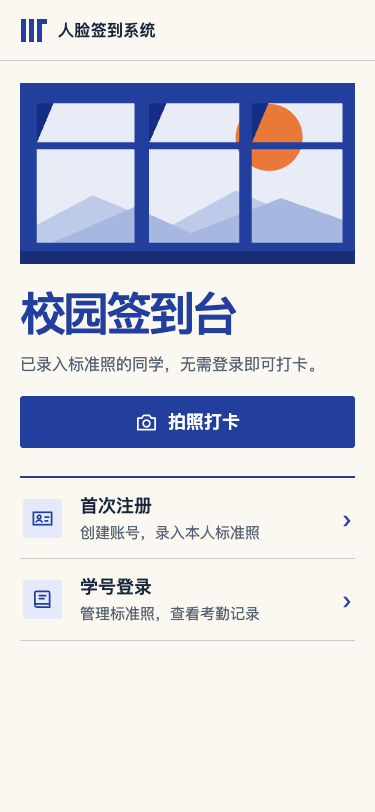 人脸签到系统
校园签到台
已录入标准照的同学，无需登录即可打卡。
拍照打卡
首次注册
创建账号，录入本人标准照
学号登录
管理标准照，查看考勤记录